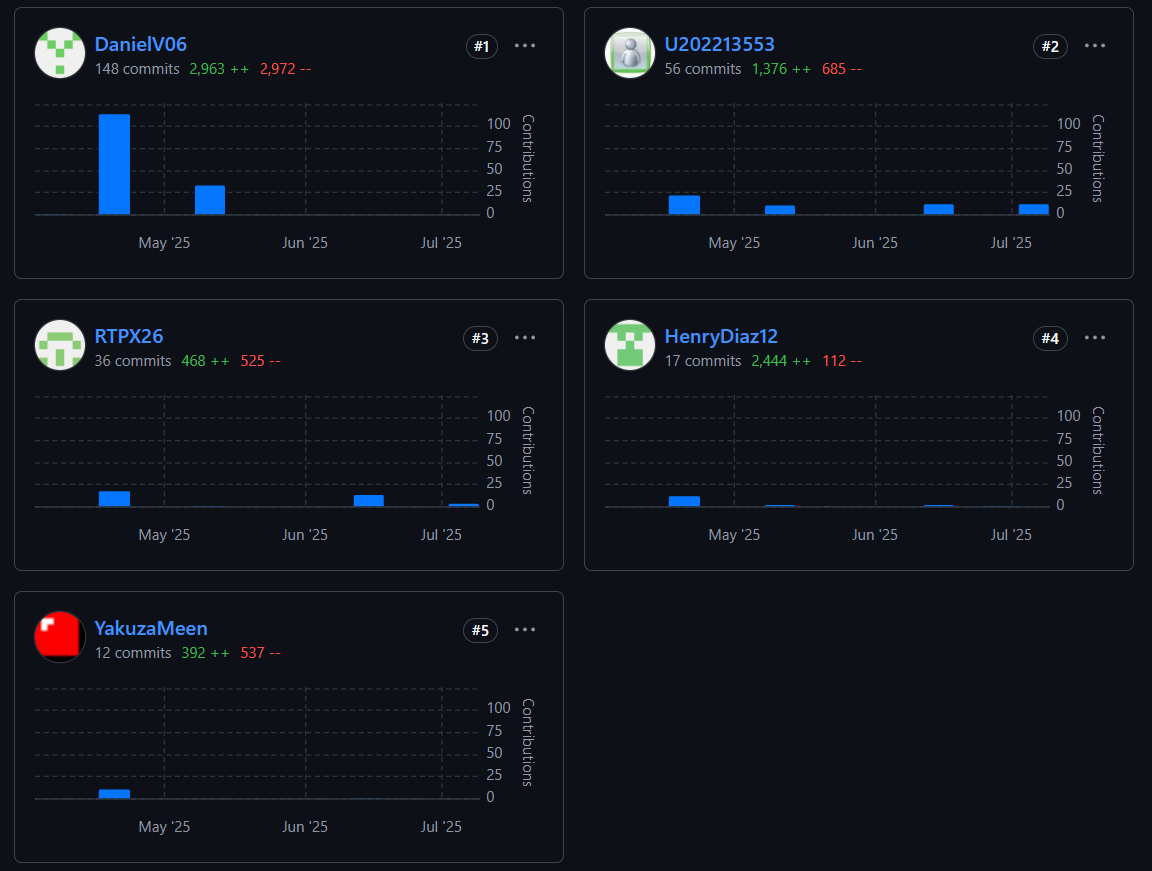 DanielV06
#1
148 commits 2,963 ++ 2,972 --
100
75
50
25
0
Contributions
May '25 Jun '25 Jul '25
U202213553
#2
56 commits 1,376 ++ 685 --
100
75
50
25
0
Contributions
May '25 Jun '25 Jul '25
RTPX26
#3
36 commits 468 ++ 525 --
100
75
50
25
0
Contributions
May '25 Jun '25 Jul '25
HenryDiaz12
#4
17 commits 2,444 ++ 112 --
100
75
50
25
0
Contributions
May '25 Jun '25 Jul '25
YakuzaMeen
#5
12 commits 392 ++ 537 --
100
75
50
25
0
Contributions
May '25 Jun '25 Jul '25